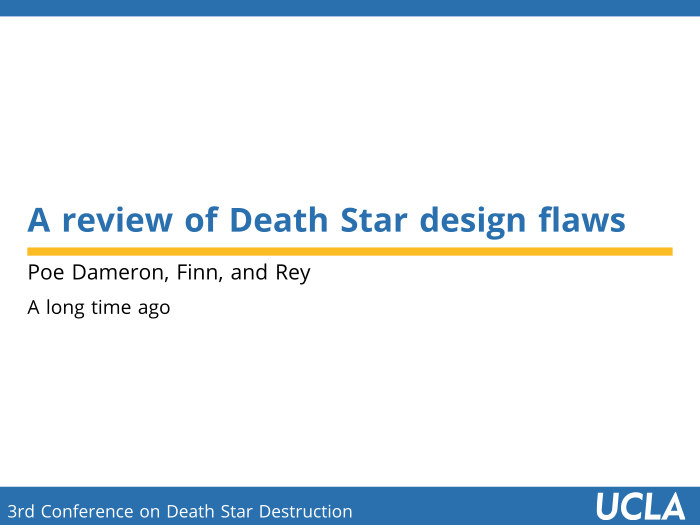 A review of Death Star design flaws
Poe Dameron, Finn, and Rey
A long time ago
3rd Conference on Death Star Destruction
UCLA